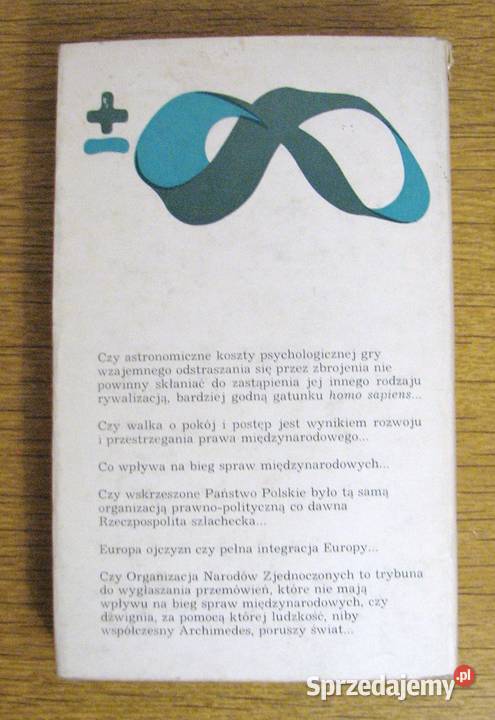 ±
Czy astronomiczne koszty psychologicznej gry
wzajemnego odstraszania się przez zbrojenia nie
powinny skłaniać do zastąpienia jej innego rodzaju
rywalizacją, bardziej godną gatunku homo sapiens...
Czy walka o pokój i postęp jest wynikiem rozwoju
i przestrzegania prawa międzynarodowego...
Co wpływa na bieg spraw międzynarodowych...
Czy wskrzeszone Państwo Polskie było tą samą
organizacją prawno-polityczną co dawna
Rzeczpospolita szlachecka...
Europa ojczyzn czy pełna integracja Europy...
Czy Organizacja Narodów Zjednoczonych to trybuna
do wygłaszania przemówień, które nie mają
wpływu na bieg spraw międzynarodowych, czy
dźwignia, za pomocą której ludzkość, niby
współczesny Archimedes, poruszy świat...
Sprzedajemy.pl